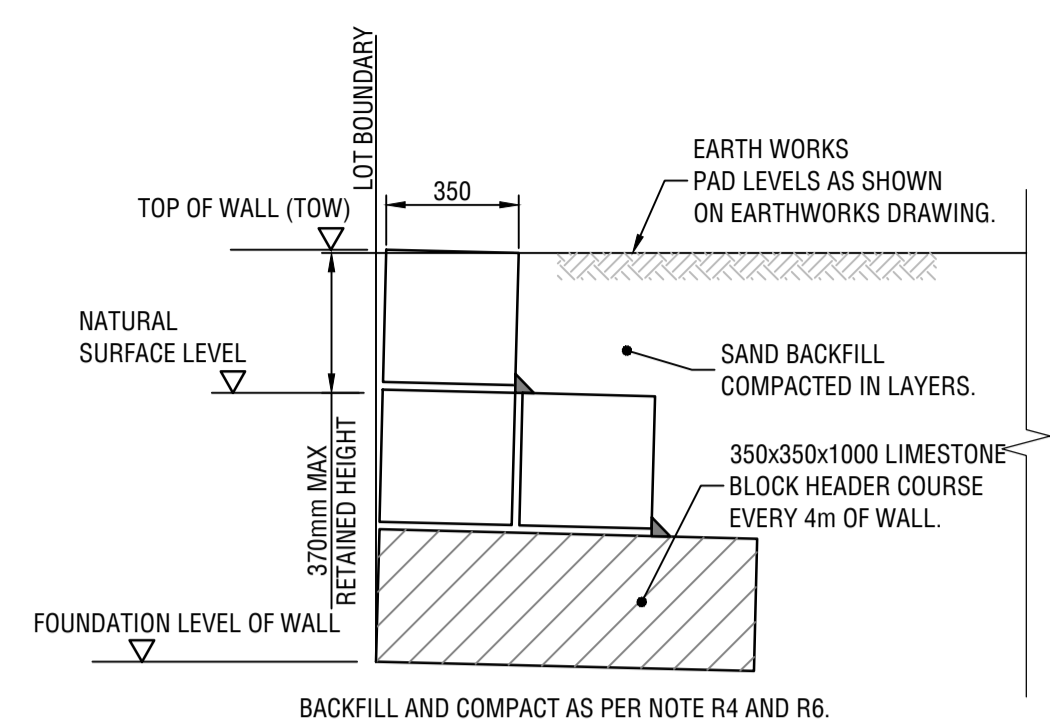 LOT BOUNDARY
EARTH WORKS
PAD LEVELS AS SHOWN
ON EARTHWORKS DRAWING.
350
TOP OF WALL (TOW)
NATURAL
SURFACE LEVEL
SAND BACKFILL
COMPACTED IN LAYERS.
370mm MAX
RETAINED HEIGHT
350x350x1000 LIMESTONE
BLOCK HEADER COURSE
EVERY 4m OF WALL.
FOUNDATION LEVEL OF WALL
BACKFILL AND COMPACT AS PER NOTE R4 AND R6.